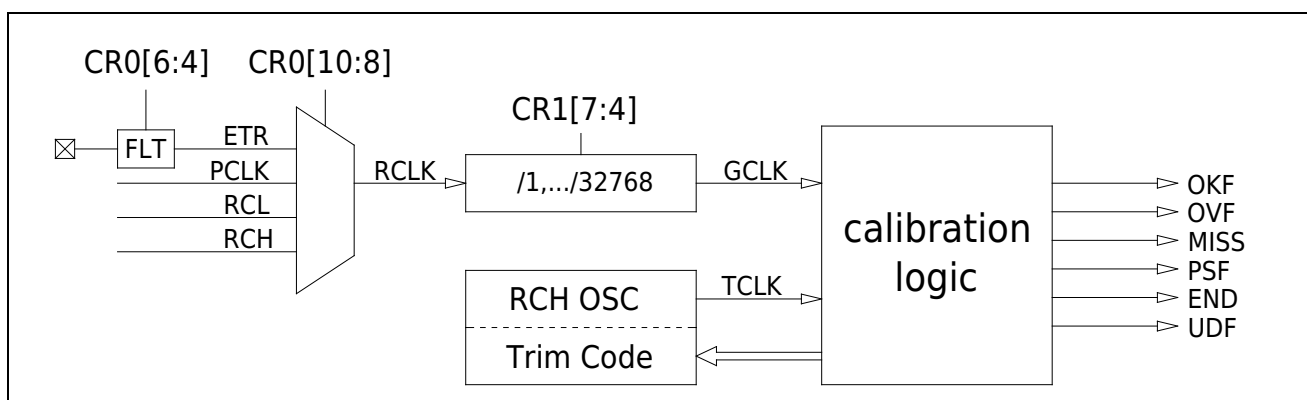 CR0[6:4] CR0[10:8]
CR1[7:4]
FLT
ETR
PCLK
RCL
RCH
RCLK
/1,.../32768
GCLK
RCH OSC
Trim Code
TCLK
calibration
logic
OKF
OVF
MISS
PSF
END
UDF